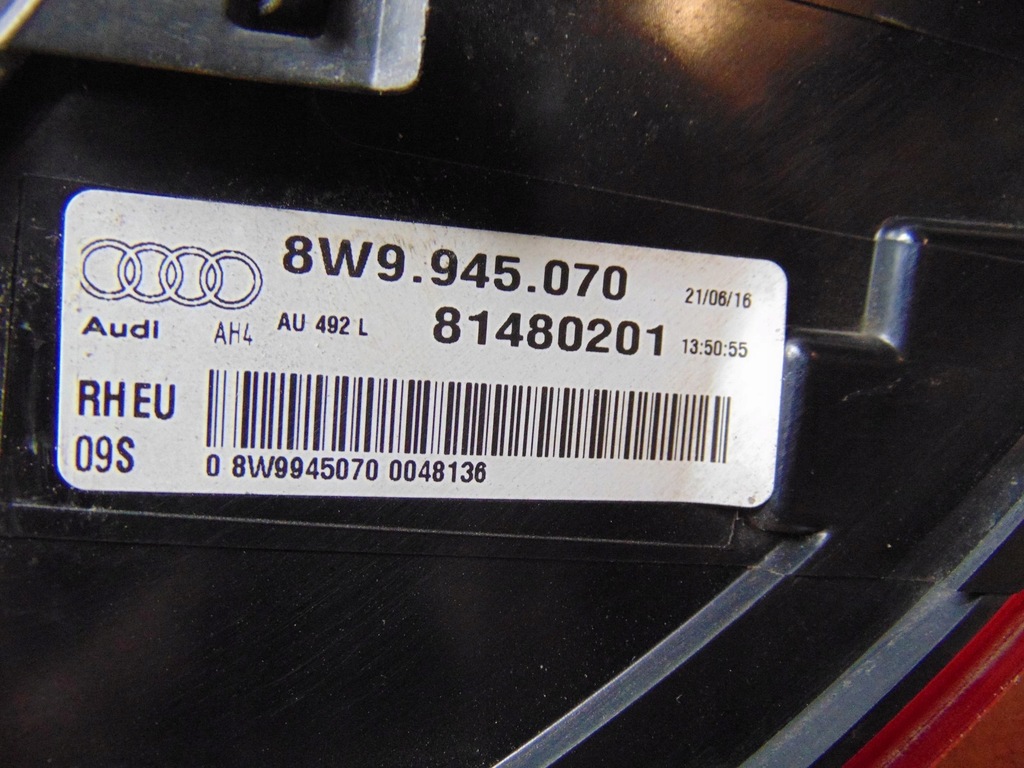 8W9.945.070 21/06/16
Audi AH4 AU 492 L 81480201 13:50:55
RH EU
09S
0 8W9945070 0048136